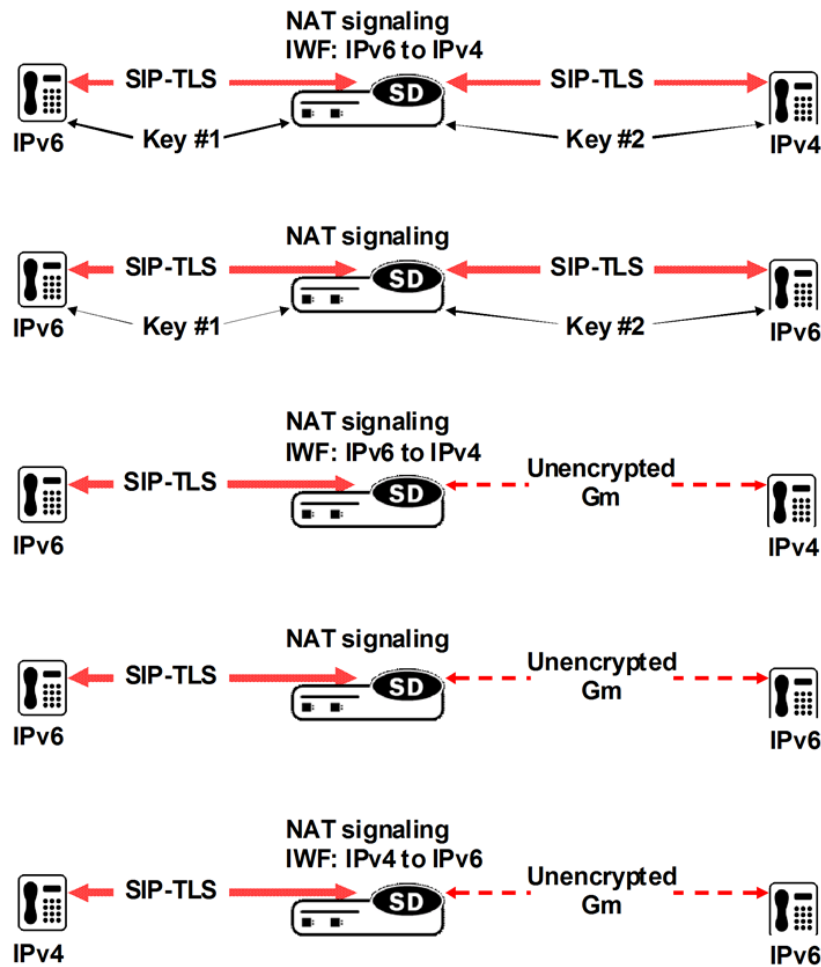 NAT signaling
IWF: IPv6 to IPv4
SIP-TLS
SD
SIP-TLS
IPv6
Key #1
Key #2
IPv4
NAT signaling
SIP-TLS
SD
SIP-TLS
IPv6
Key #1
Key #2
IPv6
NAT signaling
IWF: IPv6 to IPv4
SIP-TLS
SD
Unencrypted
Gm
IPv6
IPv4
NAT signaling
SIP-TLS
SD
Unencrypted
Gm
IPv6
IPv6
NAT signaling
IWF: IPv4 to IPv6
SIP-TLS
SD
Unencrypted
Gm
IPv4
IPv6